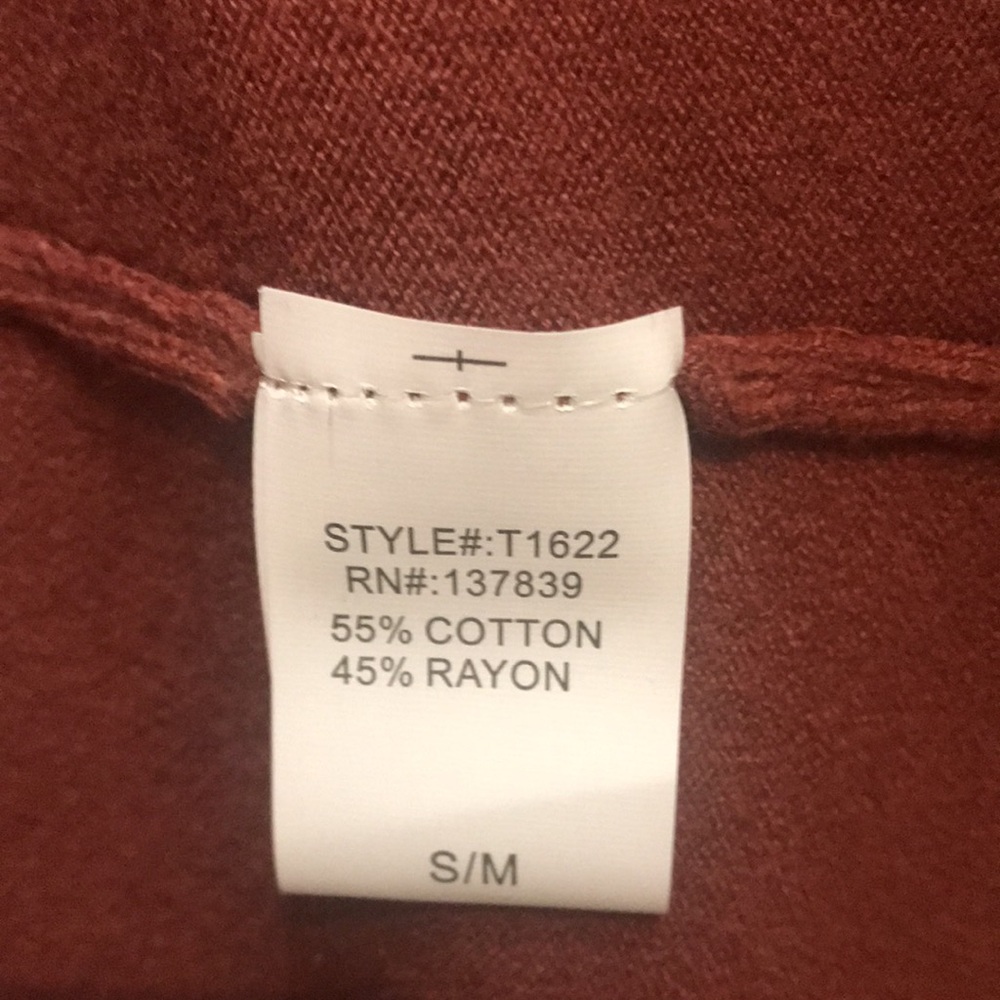 STYLE#:T1622
RN#:137839
55% COTTON
45% RAYON
S/M